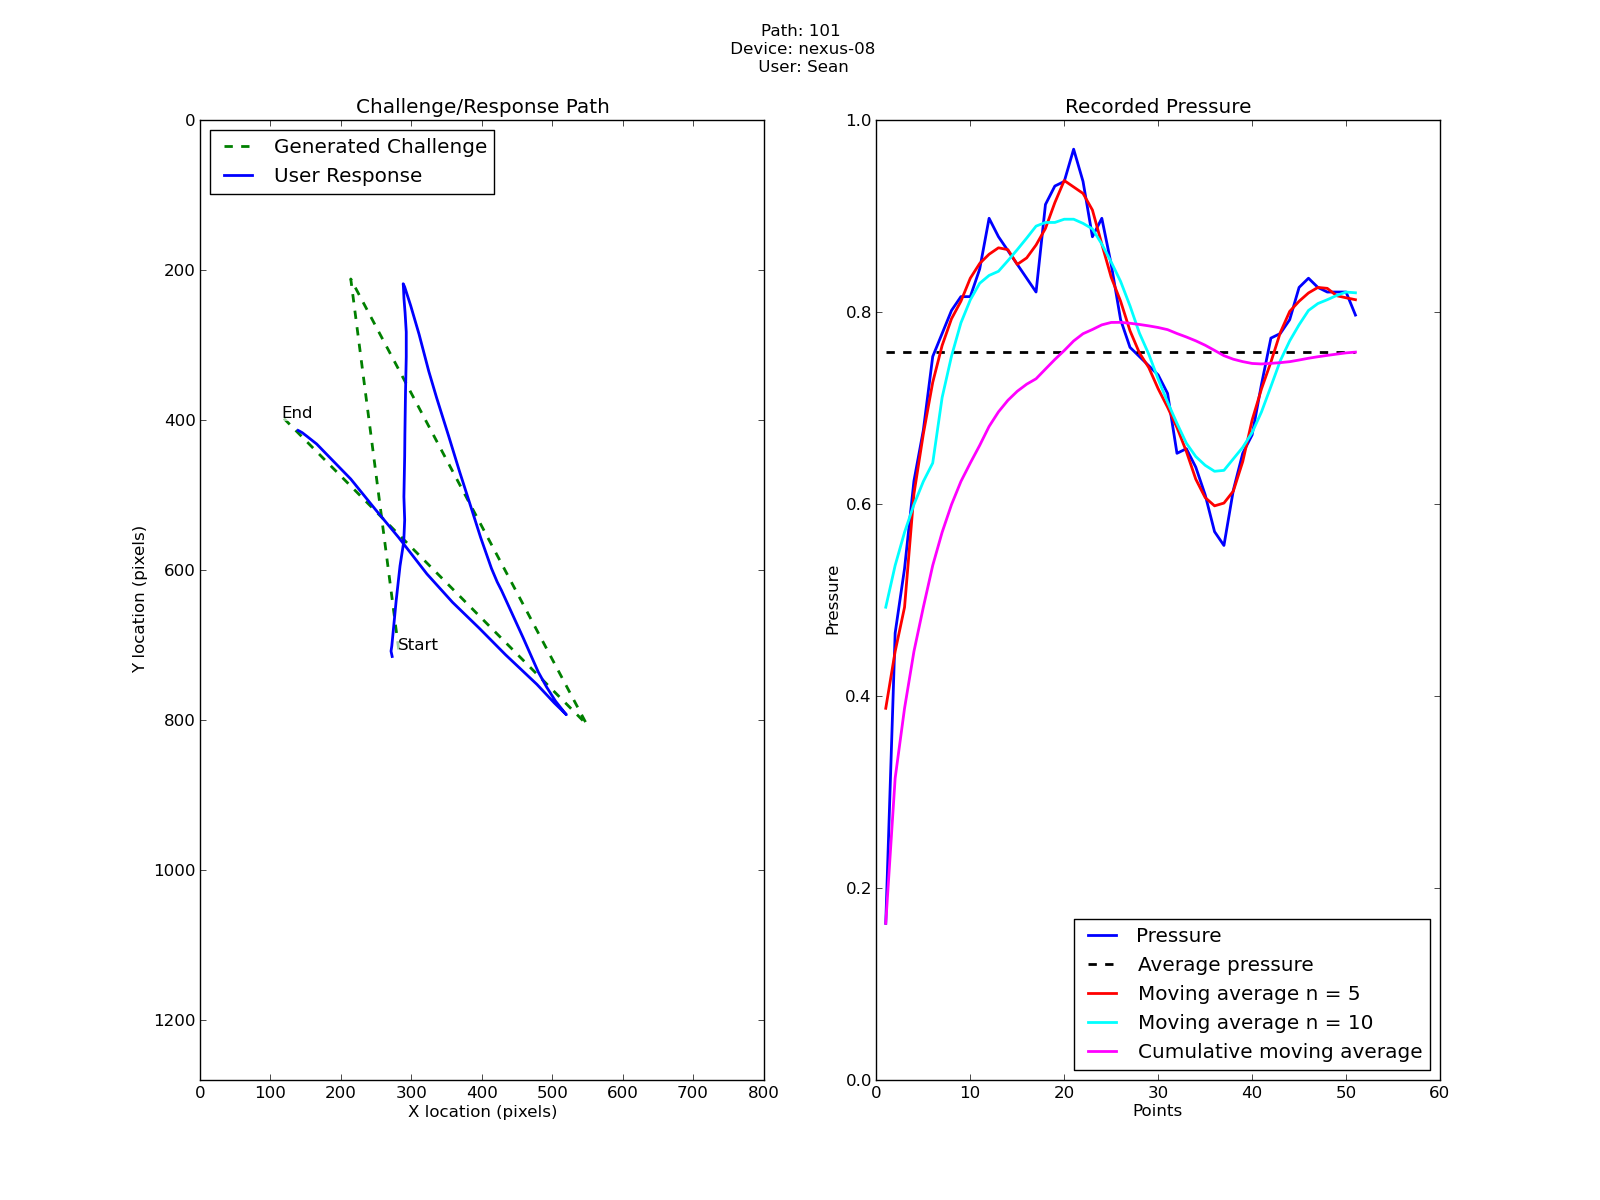 Path: 101
Device: nexus-08
User: Sean
Challenge/Response Path
0
200
400
600
800
1000
1200
Y location (pixels)
Generated Challenge
User Response
End
Start
0 100 200 300 400 500 600 700 800
X location (pixels)
Recorded Pressure
1.0
0.8
0.6
0.4
0.2
0.0
Pressure
Pressure
Average pressure
Moving average n = 5
Moving average n = 10
Cumulative moving average
0 10 20 30 40 50 60
Points